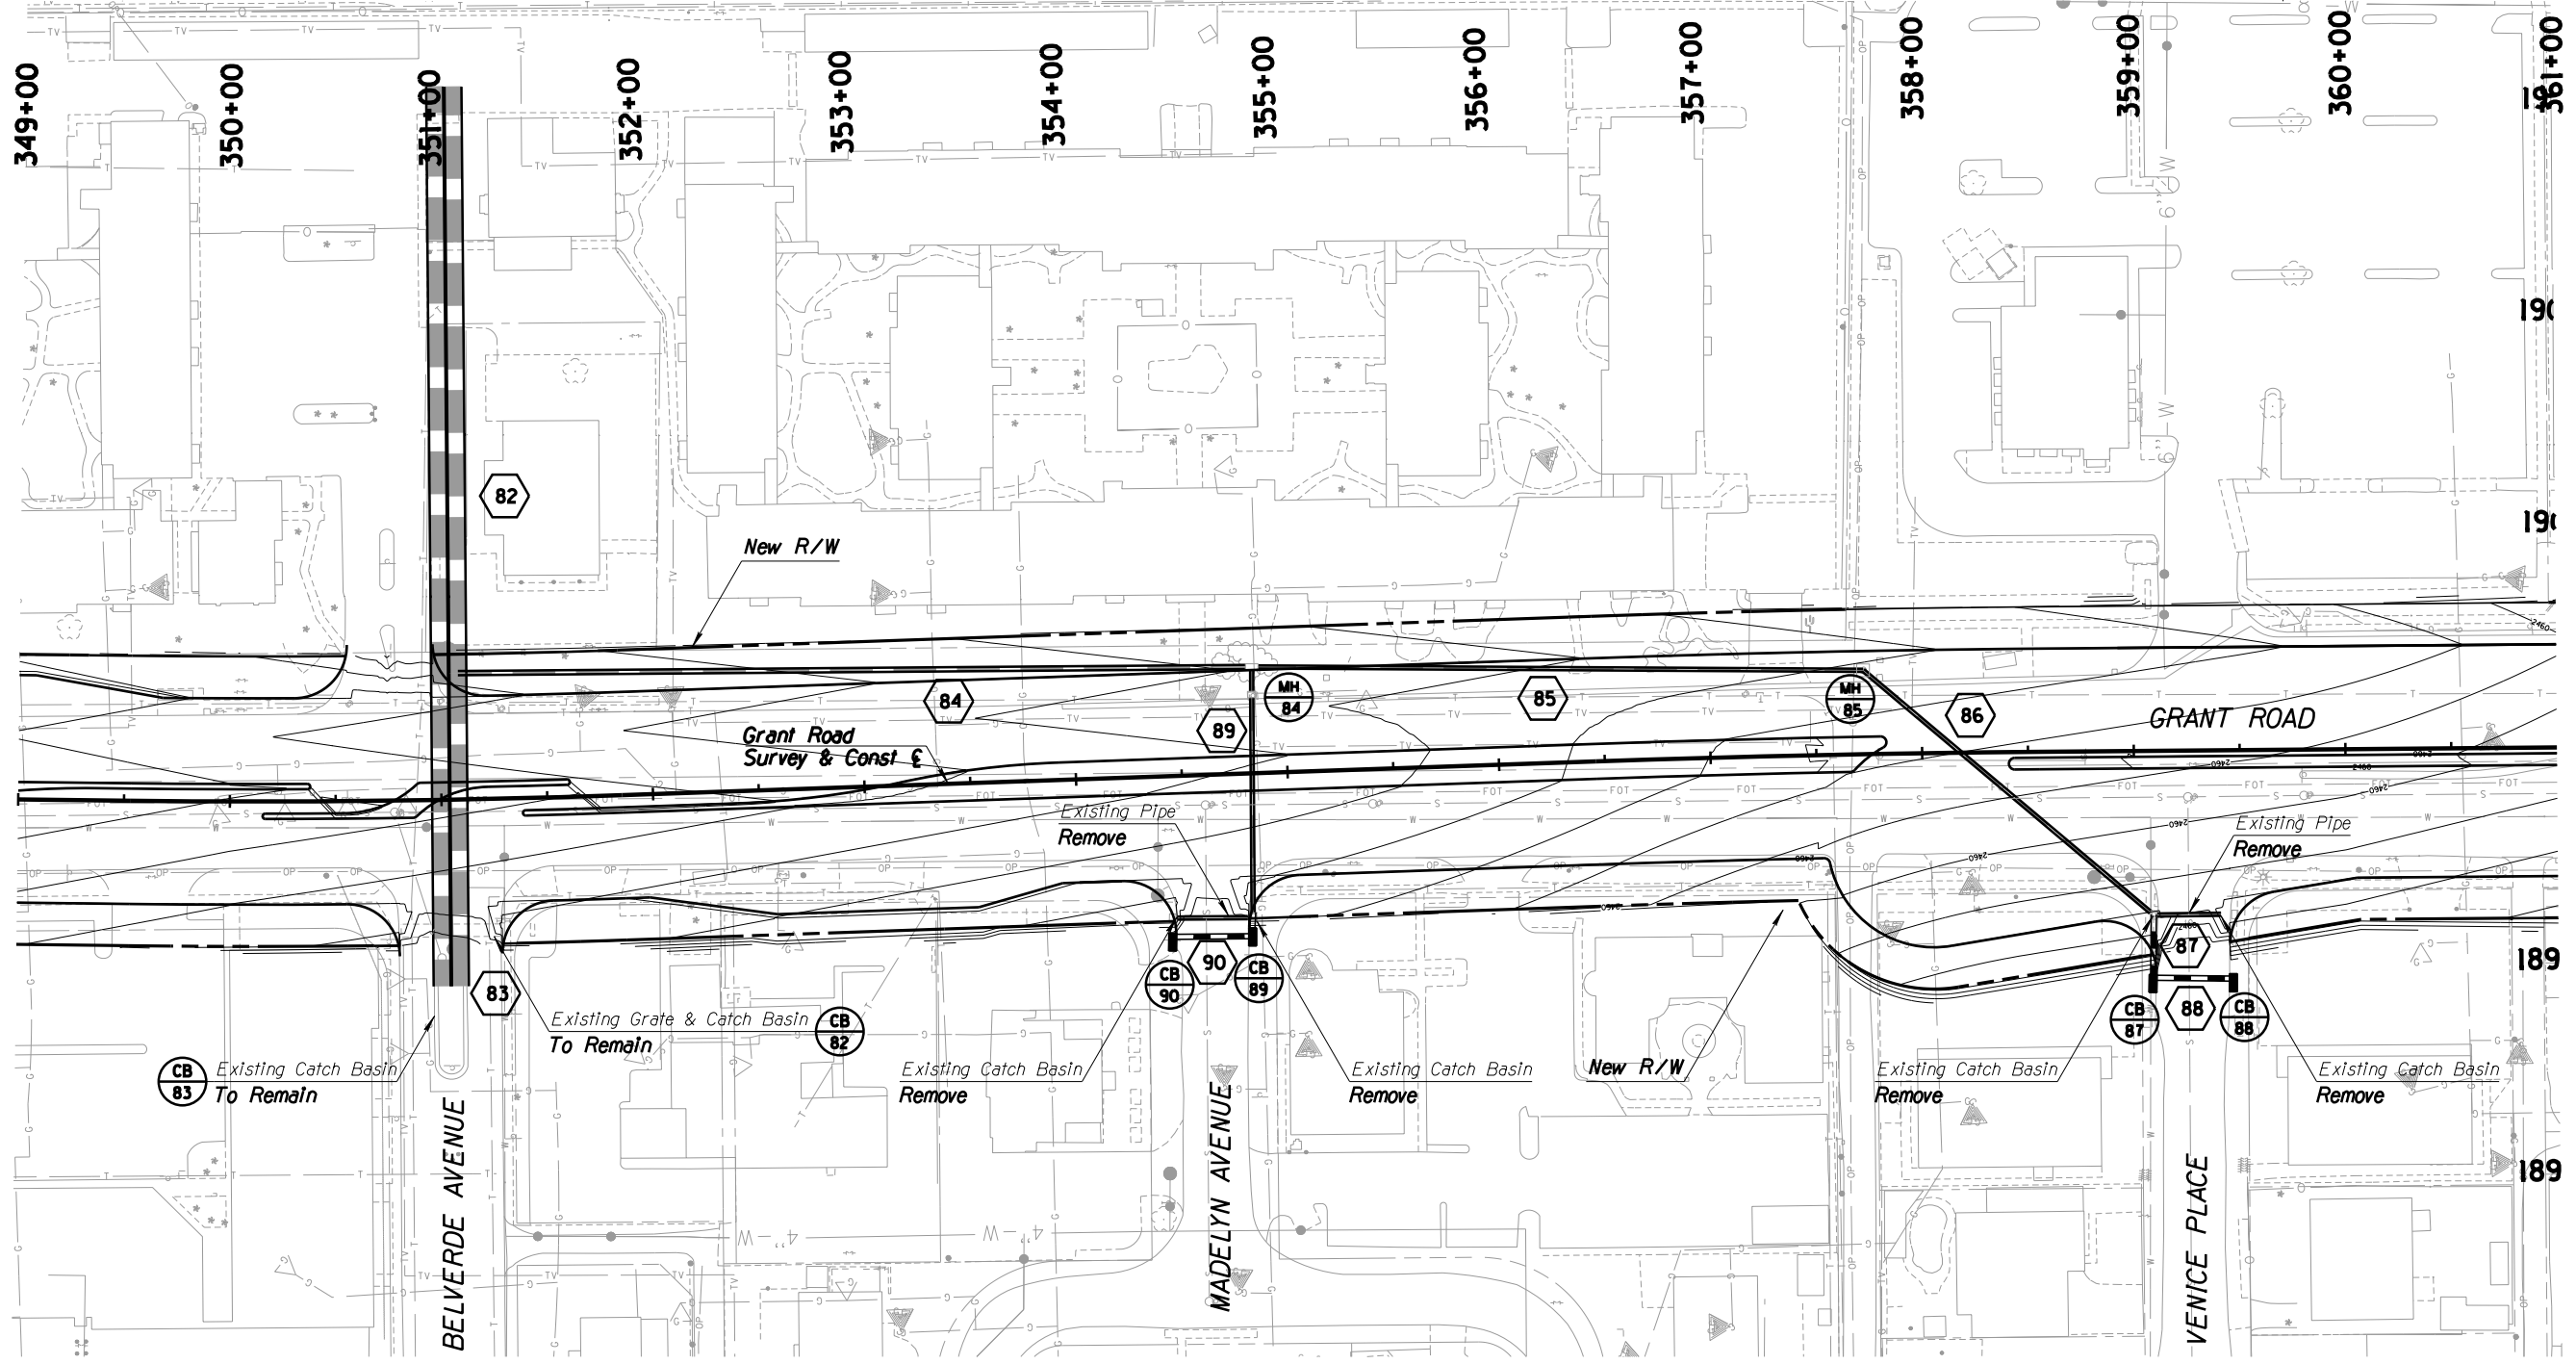 349+00
350+00
351+00
352+00
353+00
354+00
355+00
356+00
357+00
358+00
359+00
360+00
361+00
82
New R/W
84
89
MH
84
85
MH
85
86
GRANT ROAD
Grant Road
Survey & Const ℄
Existing Pipe
Remove
Existing Pipe
Remove
83
90
CB
90
CB
89
87
88
CB
87
CB
88
189
Existing Grate & Catch Basin
To Remain
CB
82
CB
83
Existing Catch Basin
To Remain
Existing Catch Basin
Remove
Existing Catch Basin
Remove
New R/W
Existing Catch Basin
Remove
Existing Catch Basin
Remove
189
BELVERDE AVENUE
MADELYN AVENUE
VENICE PLACE